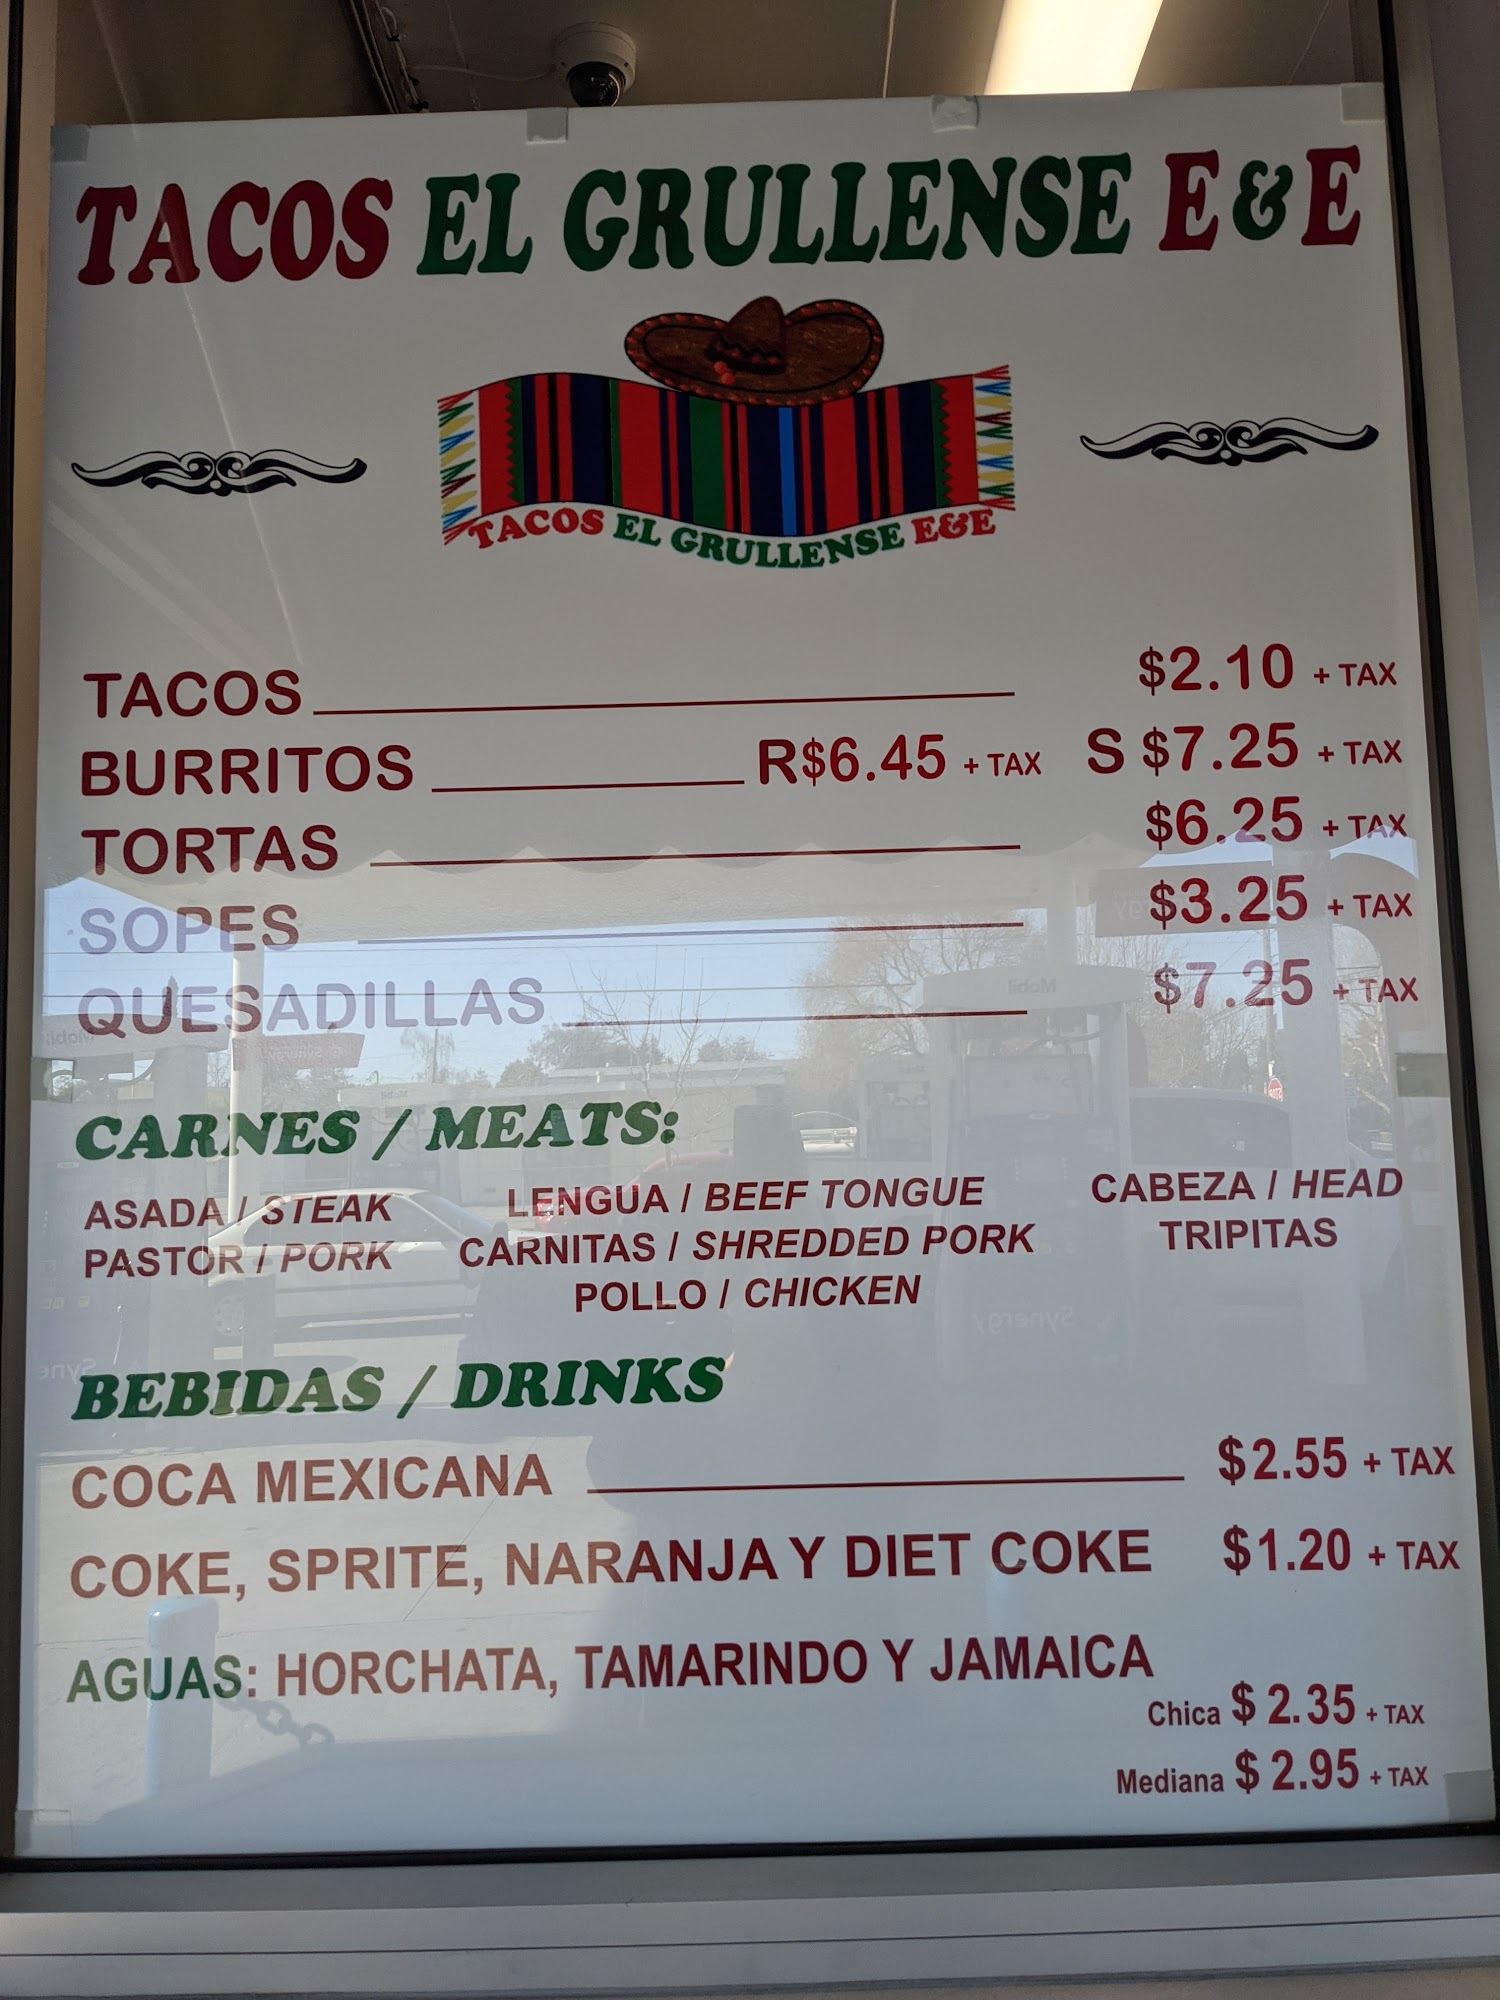 TACOS EL GRULLENSE E&E
TACOS EL GRULLENSE E&E
TACOS $2.10 + TAX
BURRITOS R$6.45 + TAX S $7.25 + TAX
TORTAS $6.25 + TAX
SOPES $3.25 + TAX
QUESADILLAS $7.25 + TAX
CARNES / MEATS:
ASADA / STEAK LENGUA / BEEF TONGUE CABEZA / HEAD
PASTOR / PORK CARNITAS / SHREDDED PORK TRIPITAS
POLLO / CHICKEN
BEBIDAS / DRINKS
COCA MEXICANA $2.55 + TAX
COKE, SPRITE, NARANJA Y DIET COKE $1.20 + TAX
AGUAS: HORCHATA, TAMARINDO Y JAMAICA
Chica $ 2.35 + TAX
Mediana $ 2.95 + TAX
Mobil
Synergy
Synergy